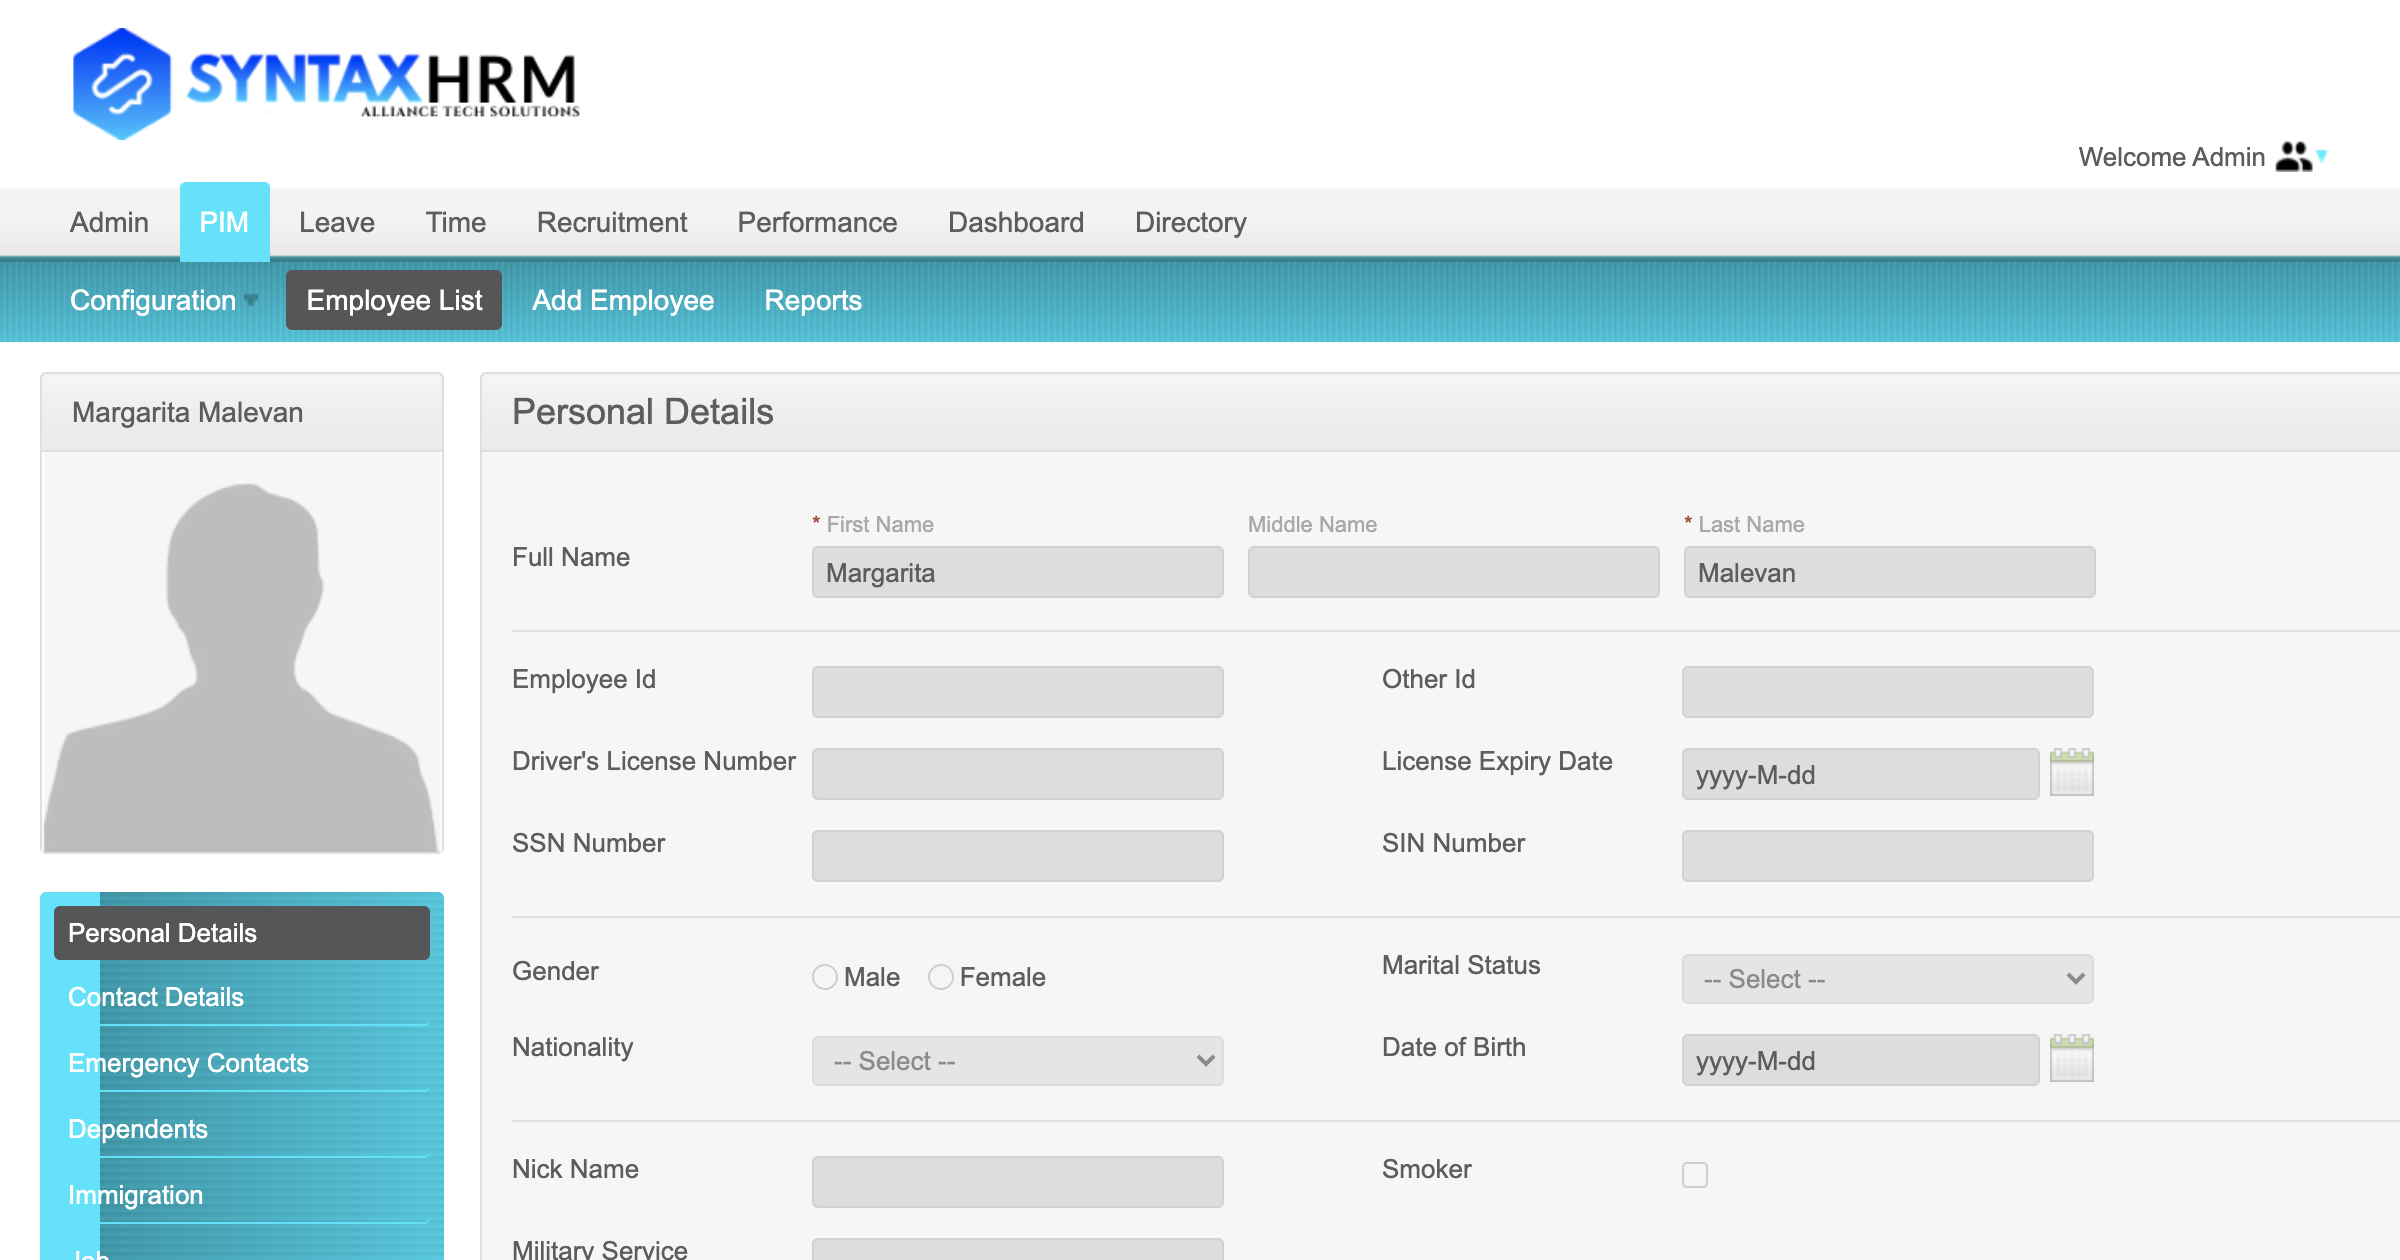 SYNTAXHRM
ALLIANCE TECH SOLUTIONS
Welcome Admin
Admin PIM Leave Time Recruitment Performance Dashboard Directory
Configuration Employee List Add Employee Reports
Margarita Malevan
Personal Details
Contact Details
Emergency Contacts
Dependents
Immigration
Job
Personal Details
* First Name Middle Name * Last Name
Full Name Margarita Malevan
Employee Id Other Id
Driver's License Number License Expiry Date yyyy-M-dd
SSN Number SIN Number
Gender Male Female Marital Status -- Select --
Nationality -- Select -- Date of Birth yyyy-M-dd
Nick Name Smoker
Military Service